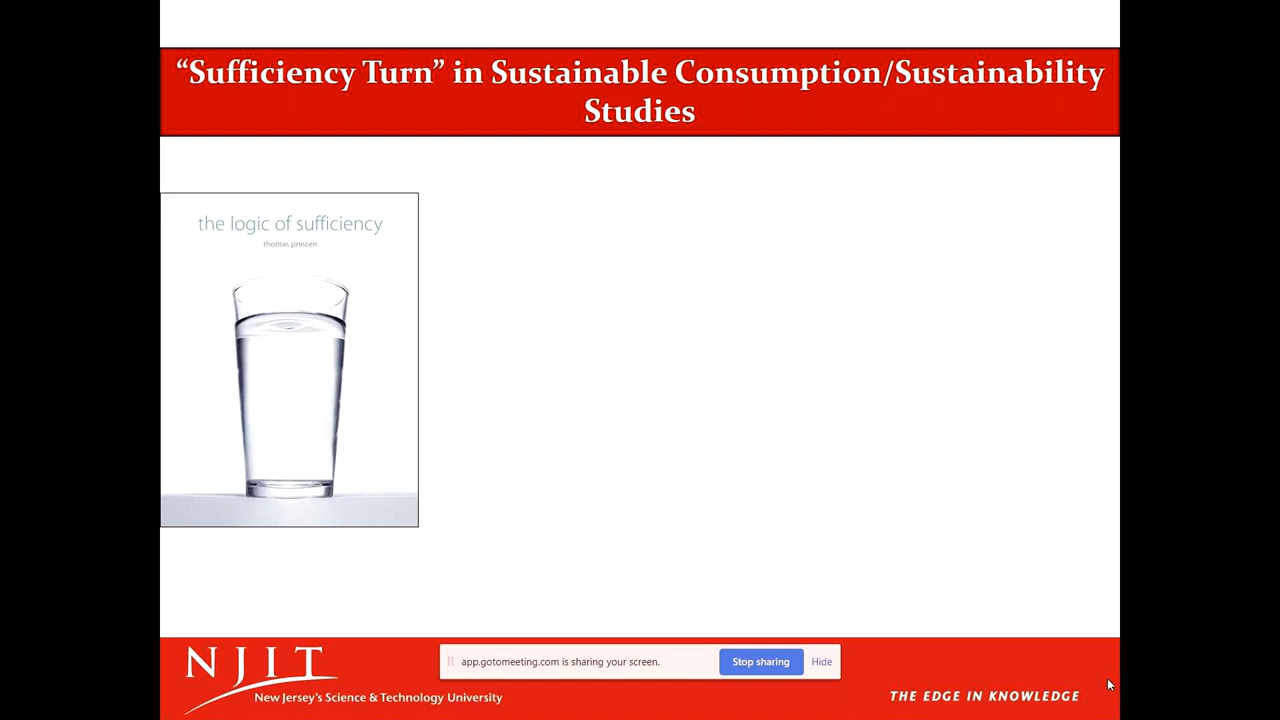 “Sufficiency Turn” in Sustainable Consumption/Sustainability
Studies
the logic of sufficiency
thomas princen
NJIT
New Jersey's Science & Technology University
app.gotomeeting.com is sharing your screen.
Stop sharing
Hide
THE EDGE IN KNOWLEDGE